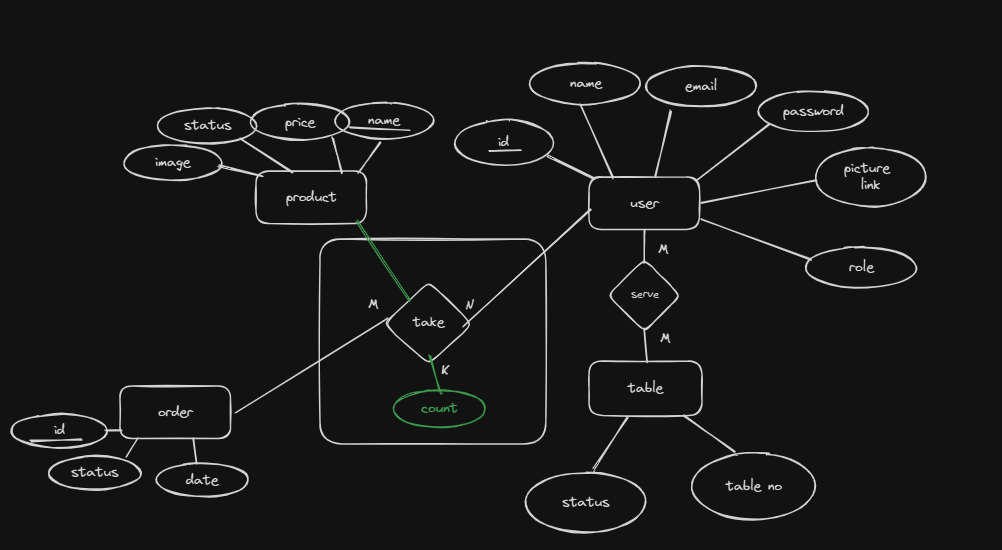 name
email
password
status
price
name
id
image
picture
link
product
user
M
role
serve
M
N
take
M
K
table
count
order
id
status
date
status
table no